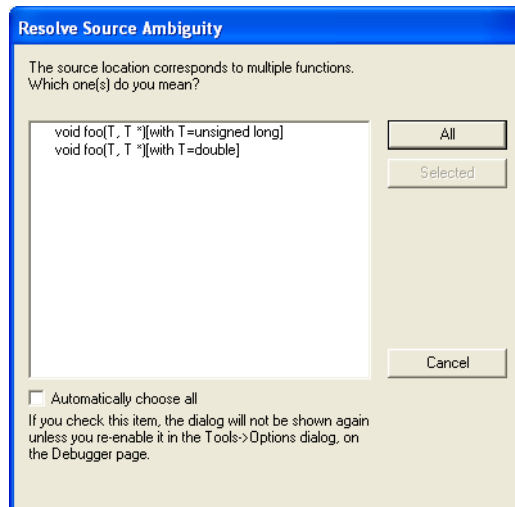 Resolve Source Ambiguity
The source location corresponds to multiple functions.
Which one(s) do you mean?
void foo(T, T *)[with T=unsigned long]
void foo(T, T *)[with T=double]
All
Selected
Cancel
Automatically choose all
If you check this item, the dialog will not be shown again
unless you re-enable it in the Tools->Options dialog, on
the Debugger page.